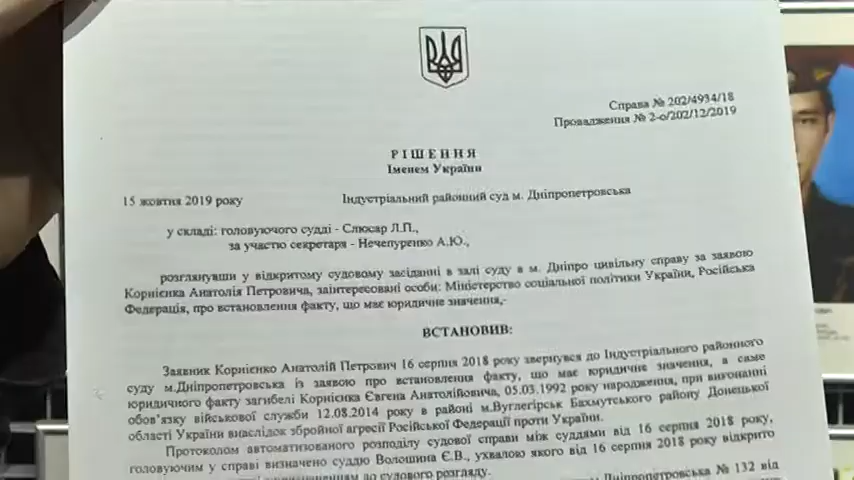 Справа № 202/4934/18
Провадження № 2-о/202/12/2019
РІШЕННЯ
Іменем України
15 жовтня 2019 року Індустріальний районний суд м. Дніпропетровська
у складі: головуючого судді - Слюсар Л.П.,
за участю секретаря - Нечепуренко А.Ю.,
розглянувши у відкритому судовому засіданні в залі суду в м. Дніпро цивільну справу за заявою
Корнієнка Анатолія Петровича, заінтересовані особи: Міністерство соціальної політики України, Російська
Федерація, про встановлення факту, що має юридичне значення,-
ВСТАНОВИВ:
Заявник Корнієнко Анатолій Петрович 16 серпня 2018 року звернувся до Індустріального районного
суду м.Дніпропетровська із заявою про встановлення факту, що має юридичне значення, а саме
юридичного факту загибелі Корнієнка Євгена Анатолійовича, 05.03.1992 року народження, при виконанні
обов'язку військової служби 12.08.2014 року в районі м.Вуглегірськ Бахмутського району Донецької
області України внаслідок збройної агресії Російської Федерації проти України.
Протоколом автоматизованого розподілу судової справи між суддями від 16 серпня 2018 року,
головуючим у справі визначено суддю Волошина Є.В., ухвалою якого від 16 серпня 2018 року відкрито
до судового розгляду.
Дніпропетровська № 132 від